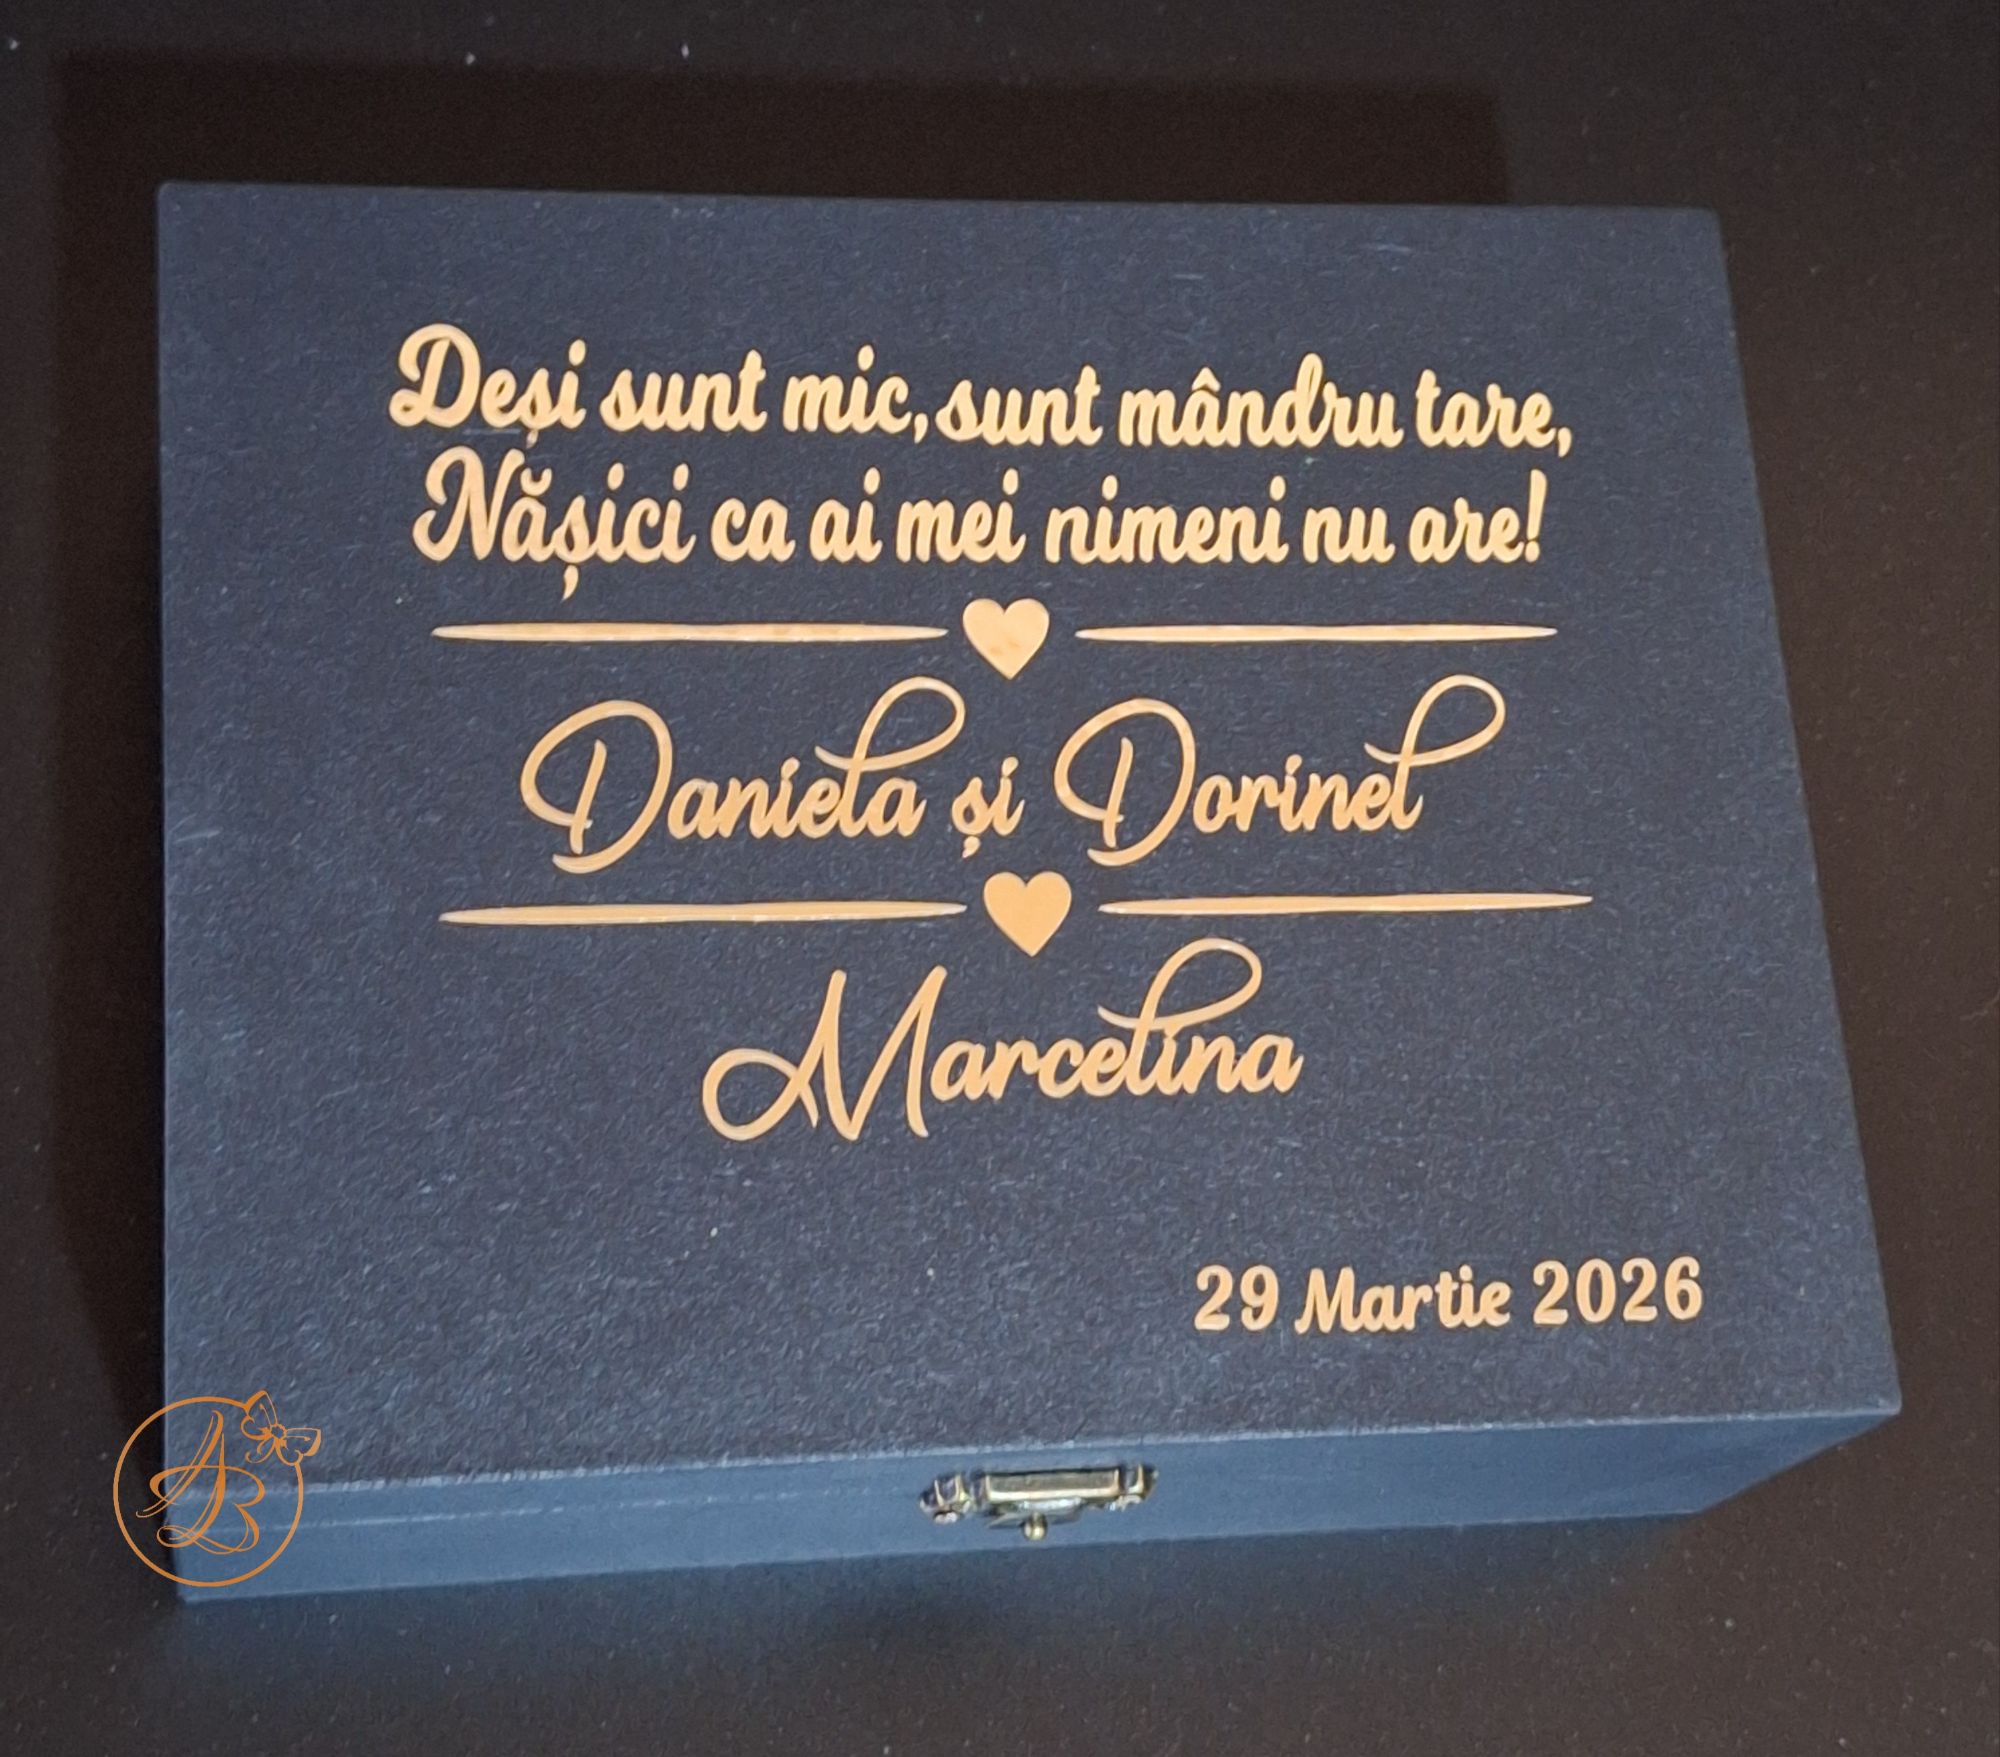 Deși sunt mic, sunt mândru tare,
Nășici ca ai mei nimeni nu are!
Daniela și Dorinel
Marcelina
29 Martie 2026
AB